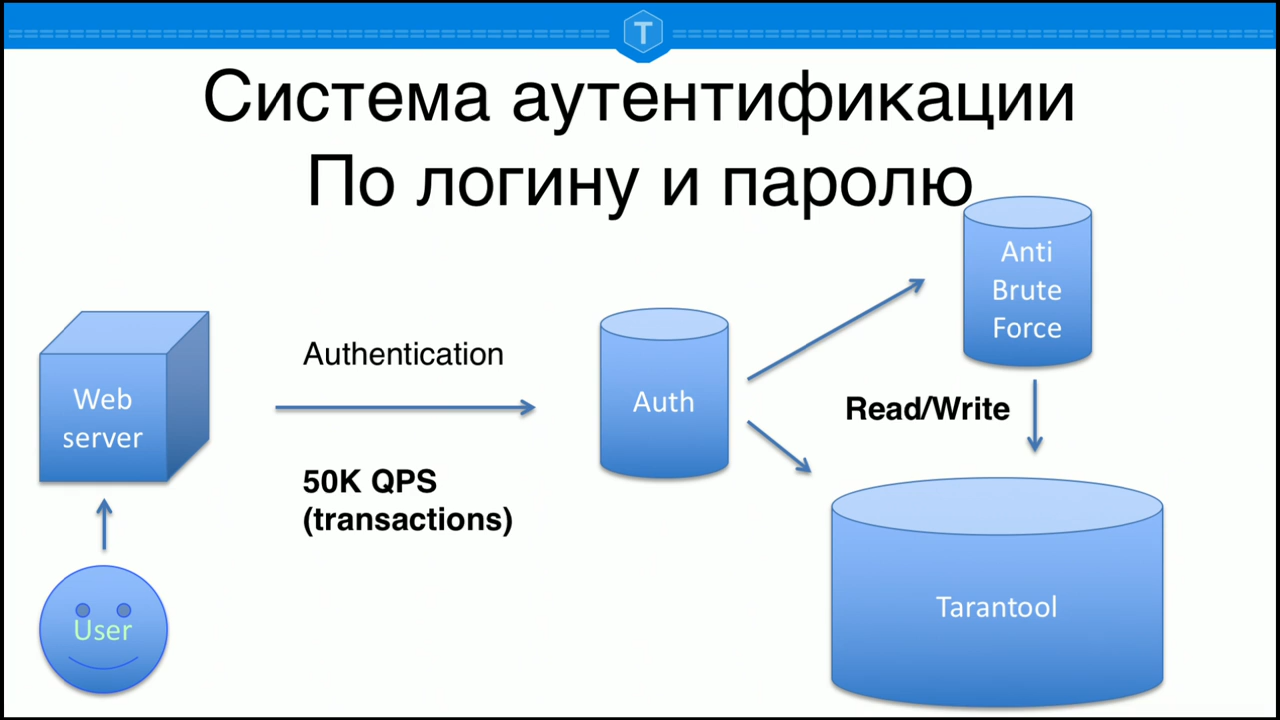 T
Система аутентификации
По логину и паролю
Anti
Brute
Force
Authentication
Web
server
Auth
Read/Write
50K QPS
(transactions)
Tarantool
User